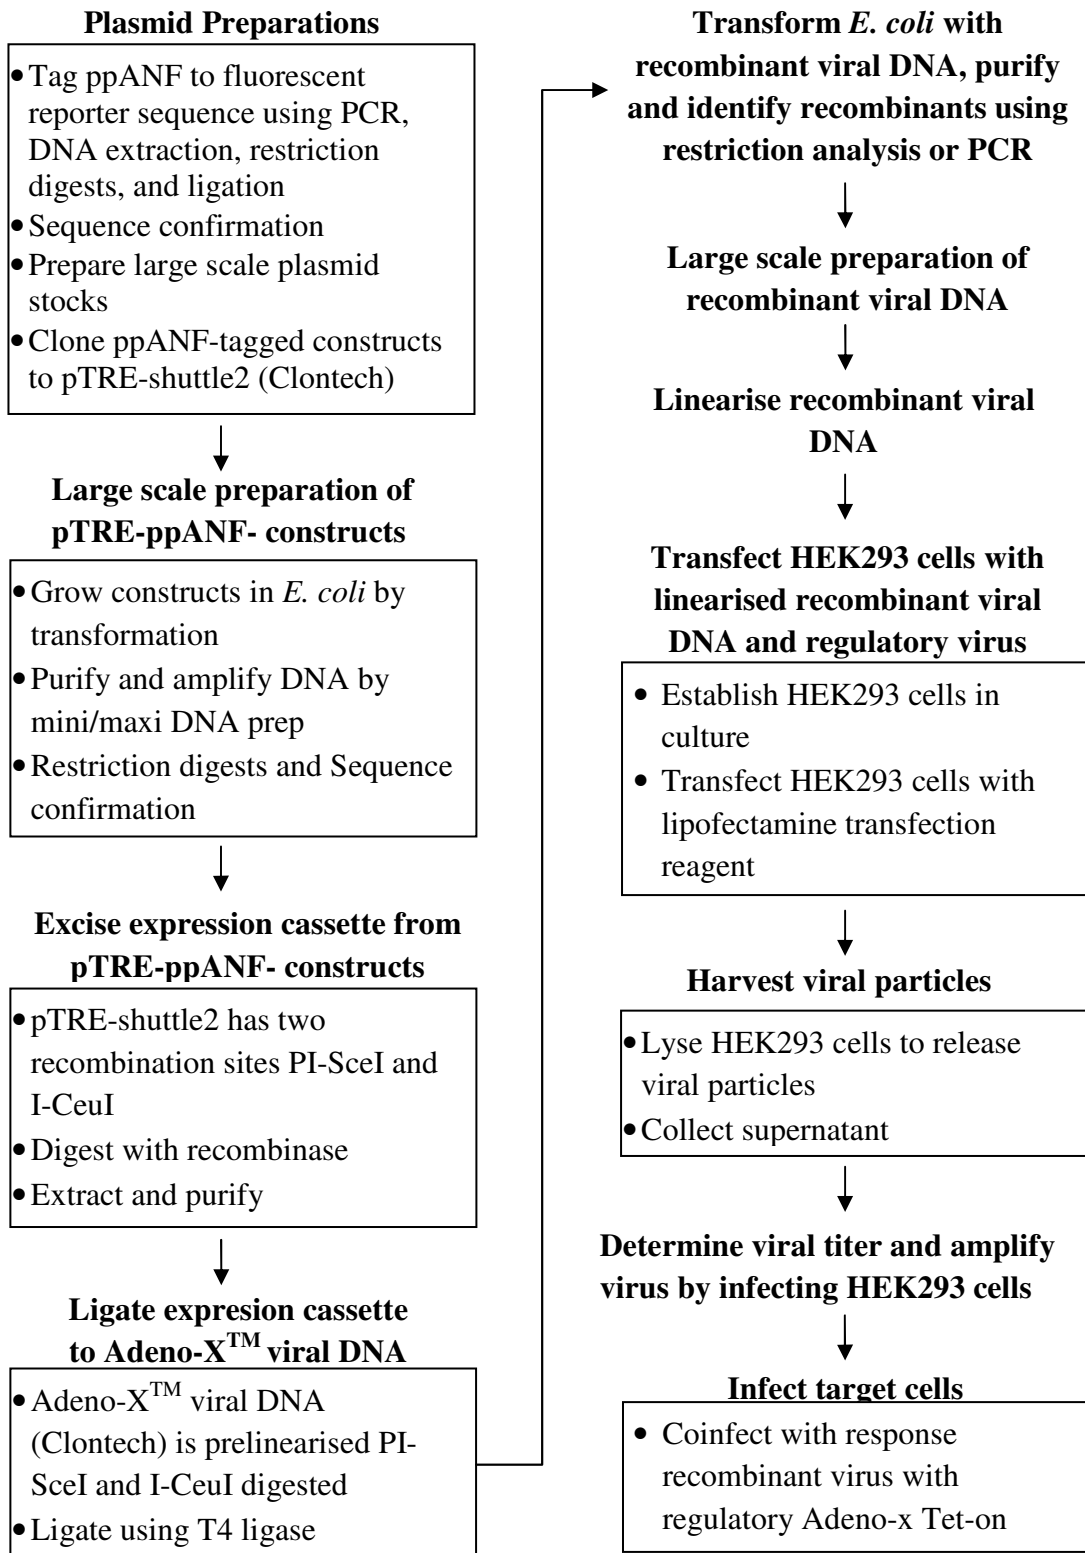 Plasmid Preparations
• Tag ppANF to fluorescent
reporter sequence using PCR,
DNA extraction, restriction
digests, and ligation
• Sequence confirmation
• Prepare large scale plasmid
stocks
• Clone ppANF-tagged constructs
to pTRE-shuttle2 (Clontech)
Large scale preparation of
pTRE-ppANF- constructs
• Grow constructs in E. coli by
transformation
• Purify and amplify DNA by
mini/maxi DNA prep
• Restriction digests and Sequence
confirmation
Excise expression cassette from
pTRE-ppANF- constructs
• pTRE-shuttle2 has two
recombination sites PI-SceI and
I-CeuI
• Digest with recombinase
• Extract and purify
Ligate expresion cassette
to Adeno-X™ viral DNA
• Adeno-X™ viral DNA
(Clontech) is prelinearised PI-
SceI and I-CeuI digested
• Ligate using T4 ligase
Transform E. coli with
recombinant viral DNA, purify
and identify recombinants using
restriction analysis or PCR
Large scale preparation of
recombinant viral DNA
Linearise recombinant viral
DNA
Transfect HEK293 cells with
linearised recombinant viral
DNA and regulatory virus
• Establish HEK293 cells in
culture
• Transfect HEK293 cells with
lipofectamine transfection
reagent
Harvest viral particles
• Lyse HEK293 cells to release
viral particles
• Collect supernatant
Determine viral titer and amplify
virus by infecting HEK293 cells
Infect target cells
• Coinfect with response
recombinant virus with
regulatory Adeno-x Tet-on